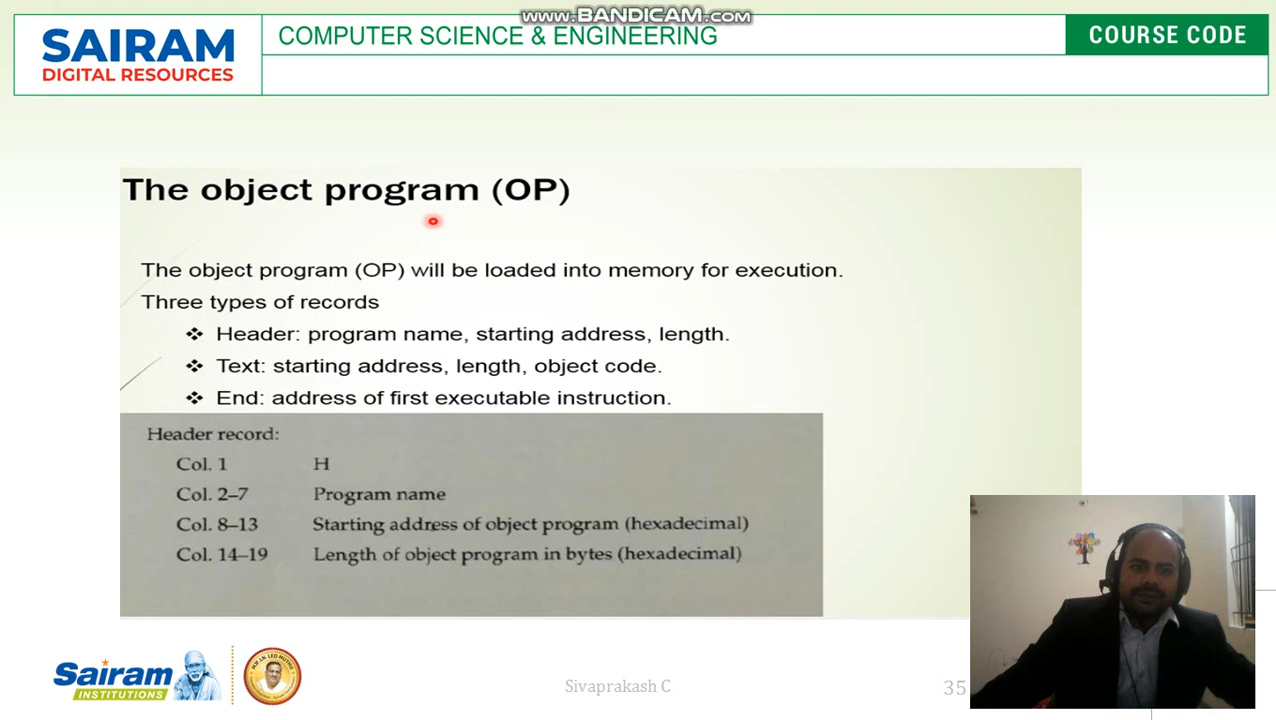 www.BANDICAM.com
SAIRAM
DIGITAL RESOURCES
COMPUTER SCIENCE & ENGINEERING
COURSE CODE
The object program (OP)
The object program (OP) will be loaded into memory for execution.
Three types of records
❖ Header: program name, starting address, length.
❖ Text: starting address, length, object code.
❖ End: address of first executable instruction.
Header record:
Col. 1 H
Col. 2–7 Program name
Col. 8–13 Starting address of object program (hexadecimal)
Col. 14–19 Length of object program in bytes (hexadecimal)
Sairam
INSTITUTIONS
Sivaprakash C
35